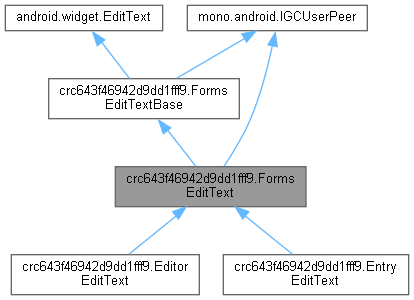 android.widget.EditText
mono.android.IGCUserPeer
crc643f46942d9dd1fff9.Forms
EditTextBase
crc643f46942d9dd1fff9.Forms
EditText
crc643f46942d9dd1fff9.Editor
EditText
crc643f46942d9dd1fff9.Entry
EditText